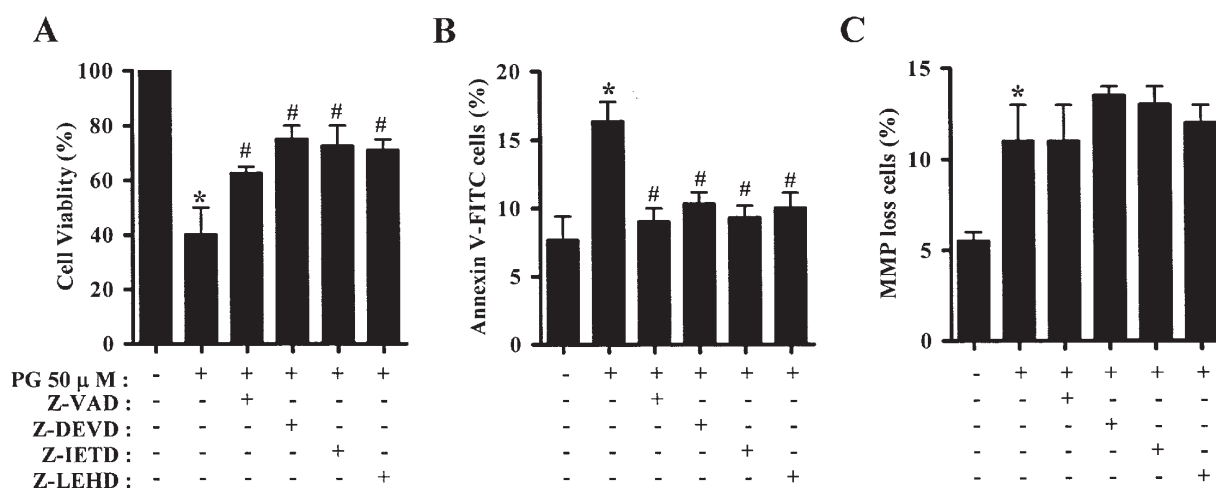 A
B
C
Cell Viablity (%)
100
80
60
40
20
0
*
#
#
#
#
Annexin V-FITC cells (%)
20
15
10
5
0
*
#
#
#
#
MMP loss cells (%)
15
10
5
0
*
PG 50 µ M : - + + + + + - + + + + + - + + + + +
Z-VAD : - - + - - - - - + - - - - - + - - -
Z-DEVD : - - - + - - - - - + - - - - - + - -
Z-IETD : - - - - + - - - - - + - - - - - + -
Z-LEHD : - - - - - + - - - - - + - - - - - +